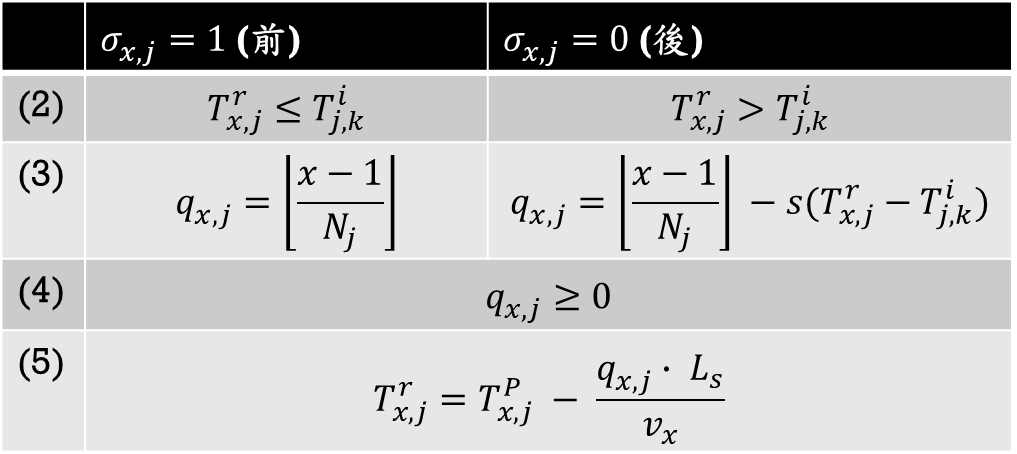 σ_{x,j} = 1 (前) σ_{x,j} = 0 (後)
(2) T^r_{x,j} ≤ T^i_{j,k} T^r_{x,j} > T^i_{j,k}
(3) q_{x,j} = ⌊(x − 1)/N_j⌋ q_{x,j} = ⌊(x − 1)/N_j⌋ − s(T^r_{x,j} − T^i_{j,k})
(4) q_{x,j} ≥ 0
(5) T^r_{x,j} = T^P_{x,j} − (q_{x,j} · L_s)/v_x